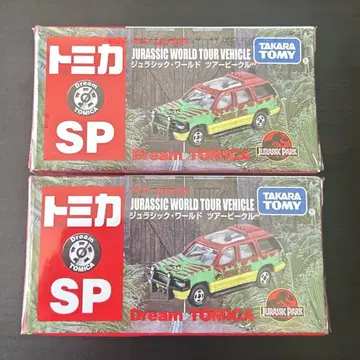 トミカ
Dream
TOMICA
SP
JURASSIC WORLD TOUR VEHICLE
ジュラシック・ワールド ツアービークル
TAKARA
TOMY
Dream TOMICA
JURASSIC PARK
トミカ
Dream
TOMICA
SP
JURASSIC WORLD TOUR VEHICLE
ジュラシック・ワールド ツアービークル
TAKARA
TOMY
Dream TOMICA
JURASSIC PARK